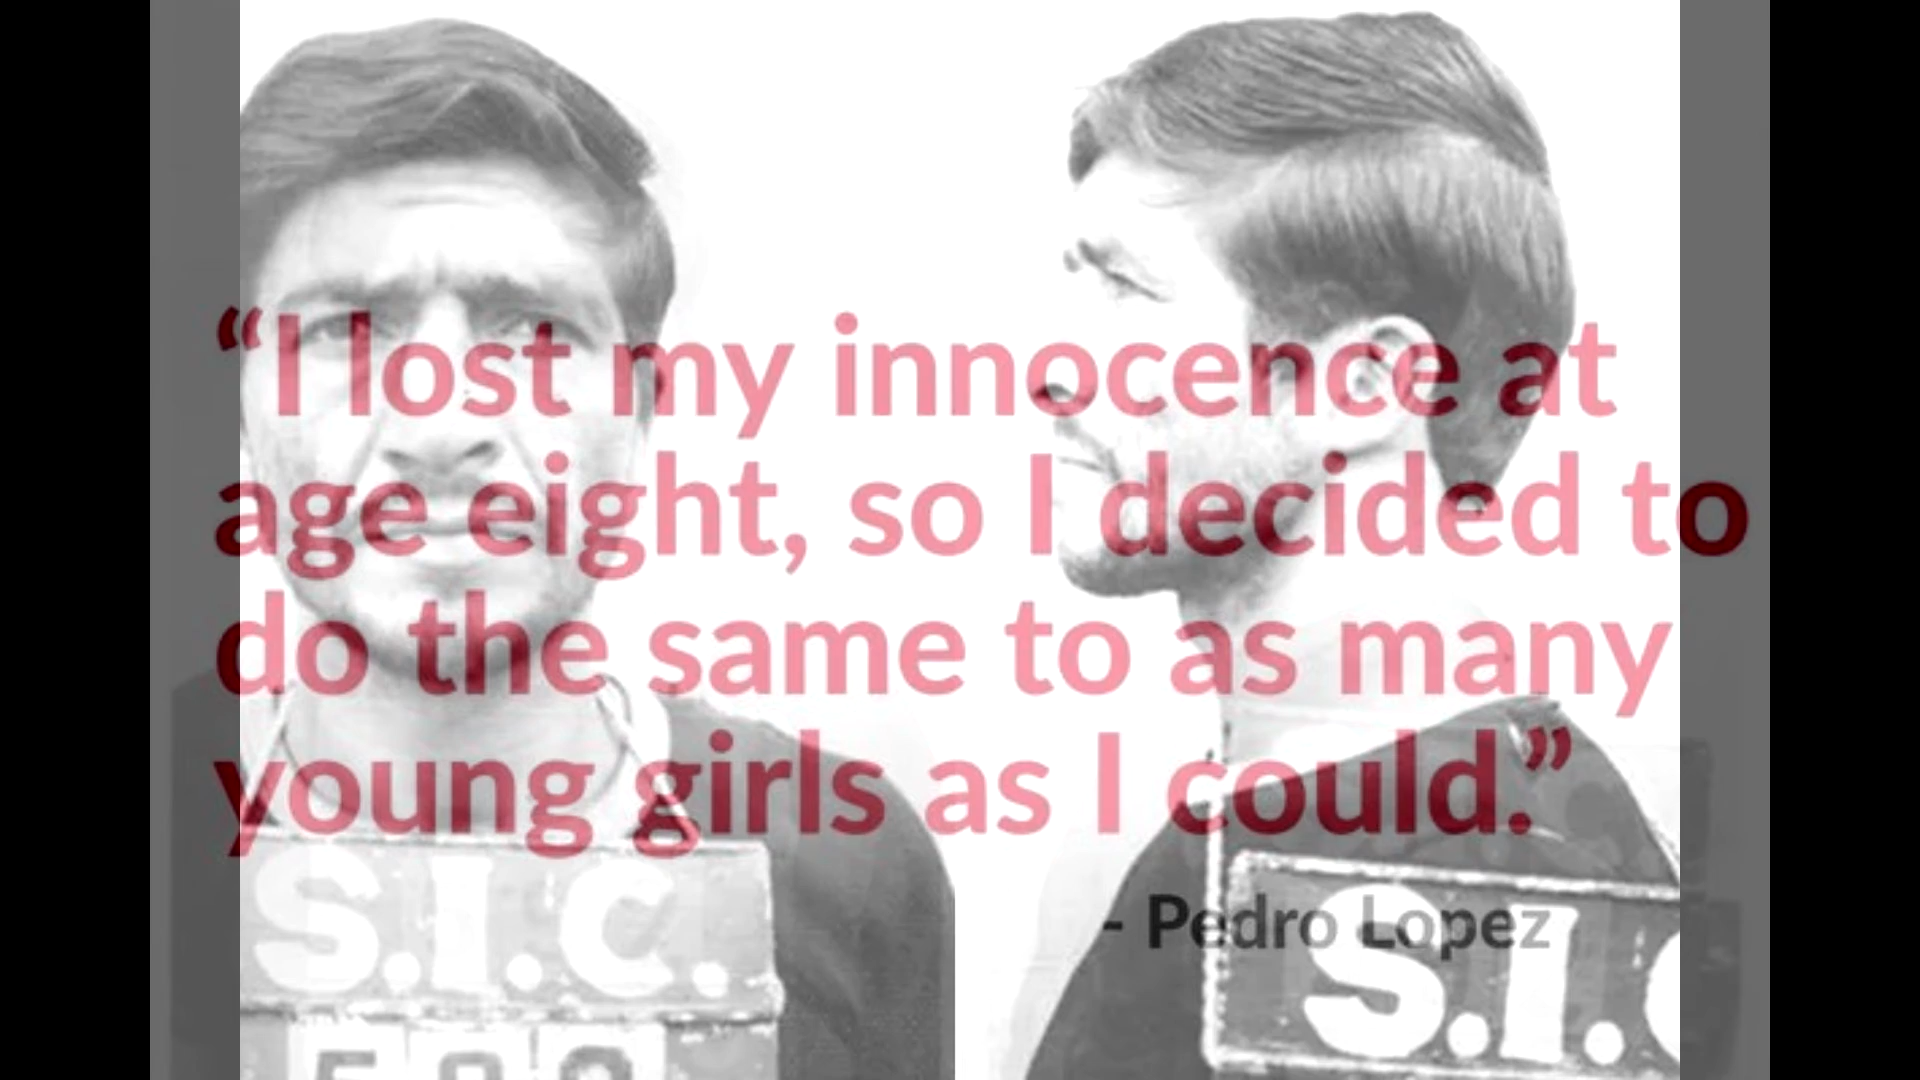 “I lost my innocence at
age eight, so I decided to
do the same to as many
young girls as I could.”
- Pedro Lopez
S.I.C.
S.I.